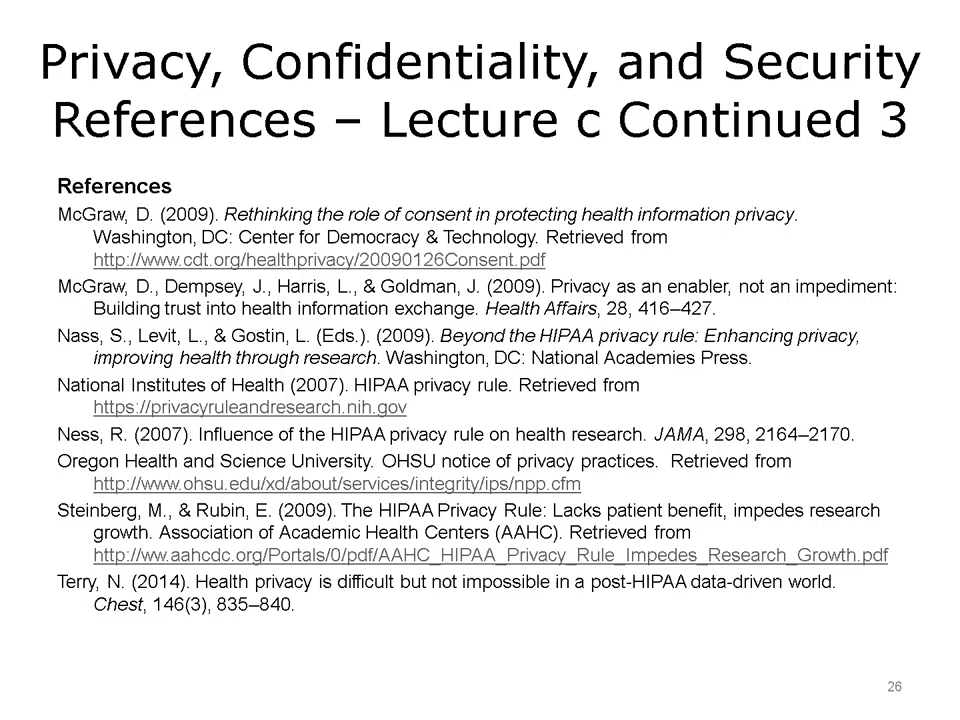 Privacy, Confidentiality, and Security
References – Lecture c Continued 3
References
McGraw, D. (2009). Rethinking the role of consent in protecting health information privacy.
Washington, DC: Center for Democracy & Technology. Retrieved from
http://www.cdt.org/healthprivacy/20090126Consent.pdf
McGraw, D., Dempsey, J., Harris, L., & Goldman, J. (2009). Privacy as an enabler, not an impediment:
Building trust into health information exchange. Health Affairs, 28, 416–427.
Nass, S., Levit, L., & Gostin, L. (Eds.). (2009). Beyond the HIPAA privacy rule: Enhancing privacy,
improving health through research. Washington, DC: National Academies Press.
National Institutes of Health (2007). HIPAA privacy rule. Retrieved from
https://privacyruleandresearch.nih.gov
Ness, R. (2007). Influence of the HIPAA privacy rule on health research. JAMA, 298, 2164–2170.
Oregon Health and Science University. OHSU notice of privacy practices. Retrieved from
http://www.ohsu.edu/xd/about/services/integrity/ips/npp.cfm
Steinberg, M., & Rubin, E. (2009). The HIPAA Privacy Rule: Lacks patient benefit, impedes research
growth. Association of Academic Health Centers (AAHC). Retrieved from
http://ww.aahcdc.org/Portals/0/pdf/AAHC_HIPAA_Privacy_Rule_Impedes_Research_Growth.pdf
Terry, N. (2014). Health privacy is difficult but not impossible in a post-HIPAA data-driven world.
Chest, 146(3), 835–840.
26